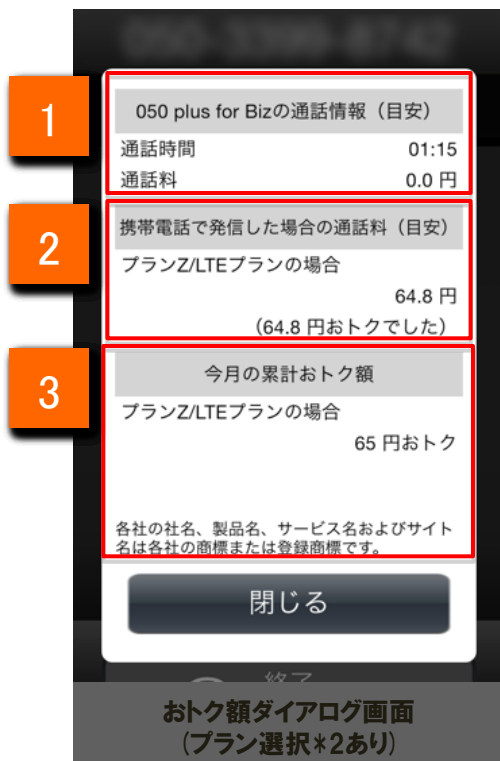 1
050 plus for Bizの通話情報（目安）
通話時間 01:15
通話料 0.0 円
2
携帯電話で発信した場合の通話料（目安）
プランZ/LTEプランの場合
64.8 円
（64.8 円おトクでした）
3
今月の累計おトク額
プランZ/LTEプランの場合
65 円おトク
各社の社名、製品名、サービス名およびサイト
名は各社の商標または登録商標です。
閉じる
終了
おトク額ダイアログ画面
(プラン選択*2あり)